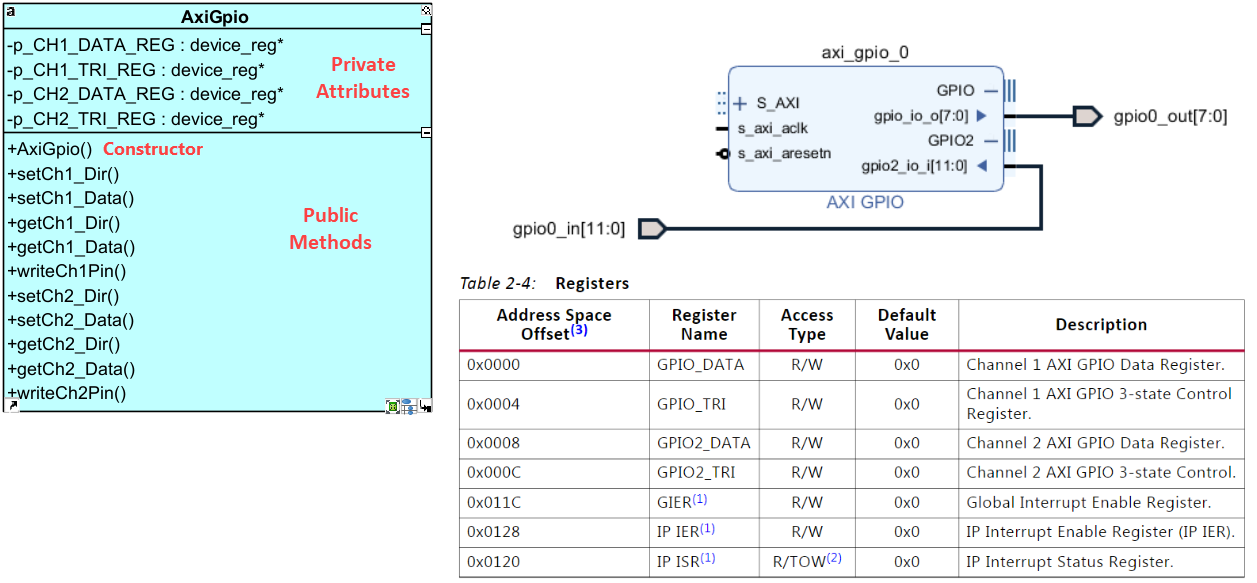 a
AxiGpio
-p_CH1_DATA_REG : device_reg*
-p_CH1_TRI_REG : device_reg*
-p_CH2_DATA_REG : device_reg*
-p_CH2_TRI_REG : device_reg*
Private
Attributes
+AxiGpio() Constructor
+setCh1_Dir()
+setCh1_Data()
+getCh1_Dir()
+getCh1_Data()
+writeCh1Pin()
+setCh2_Dir()
+setCh2_Data()
+getCh2_Dir()
+getCh2_Data()
+writeCh2Pin()
Public
Methods
axi_gpio_0
S_AXI
s_axi_aclk
s_axi_aresetn
GPIO
gpio_io_o[7:0]
GPIO2
gpio2_io_i[11:0]
AXI GPIO
gpio0_out[7:0]
gpio0_in[11:0]
Table 2-4: Registers
Address Space
Offset(3)
Register
Name
Access
Type
Default
Value
Description
0x0000 GPIO_DATA R/W 0x0 Channel 1 AXI GPIO Data Register.
0x0004 GPIO_TRI R/W 0x0 Channel 1 AXI GPIO 3-state Control
Register.
0x0008 GPIO2_DATA R/W 0x0 Channel 2 AXI GPIO Data Register.
0x000C GPIO2_TRI R/W 0x0 Channel 2 AXI GPIO 3-state Control.
0x011C GIER(1) R/W 0x0 Global Interrupt Enable Register.
0x0128 IP IER(1) R/W 0x0 IP Interrupt Enable Register (IP IER).
0x0120 IP ISR(1) R/TOW(2) 0x0 IP Interrupt Status Register.